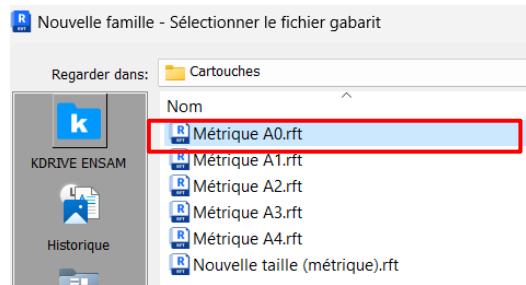 Nouvelle famille - Sélectionner le fichier gabarit
Regarder dans: Cartouches
Nom
Métrique A0.rft
KDRIVE ENSAM
Métrique A1.rft
Métrique A2.rft
Métrique A3.rft
Historique
Métrique A4.rft
Nouvelle taille (métrique).rft